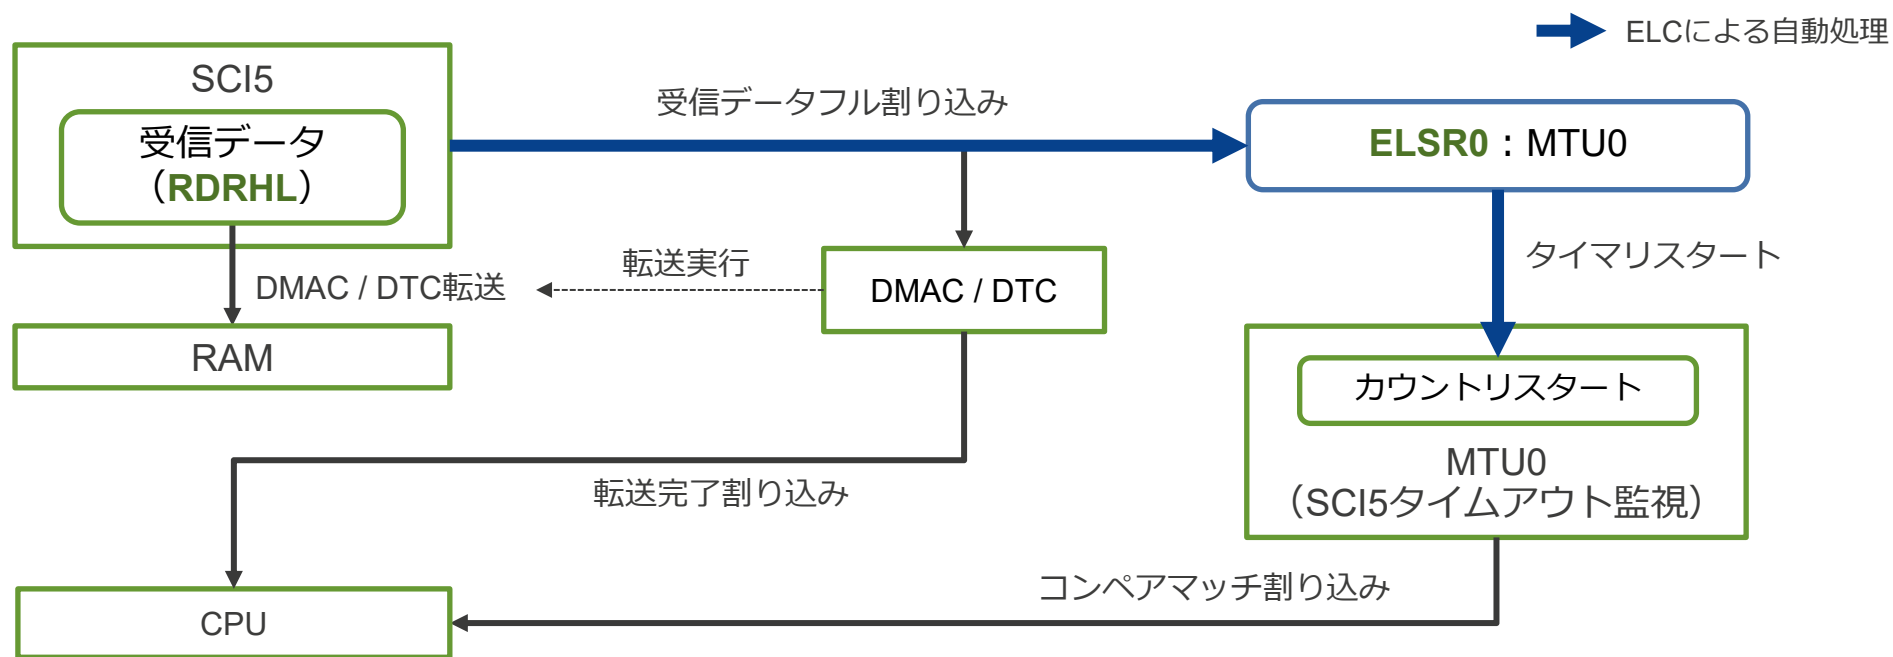 ELCによる自動処理
SCI5
受信データ
（RDRHL）
受信データフル割り込み
ELSR0：MTU0
DMAC / DTC転送
転送実行
DMAC / DTC
タイマリスタート
RAM
カウントリスタート
MTU0
（SCI5タイムアウト監視）
転送完了割り込み
コンペアマッチ割り込み
CPU